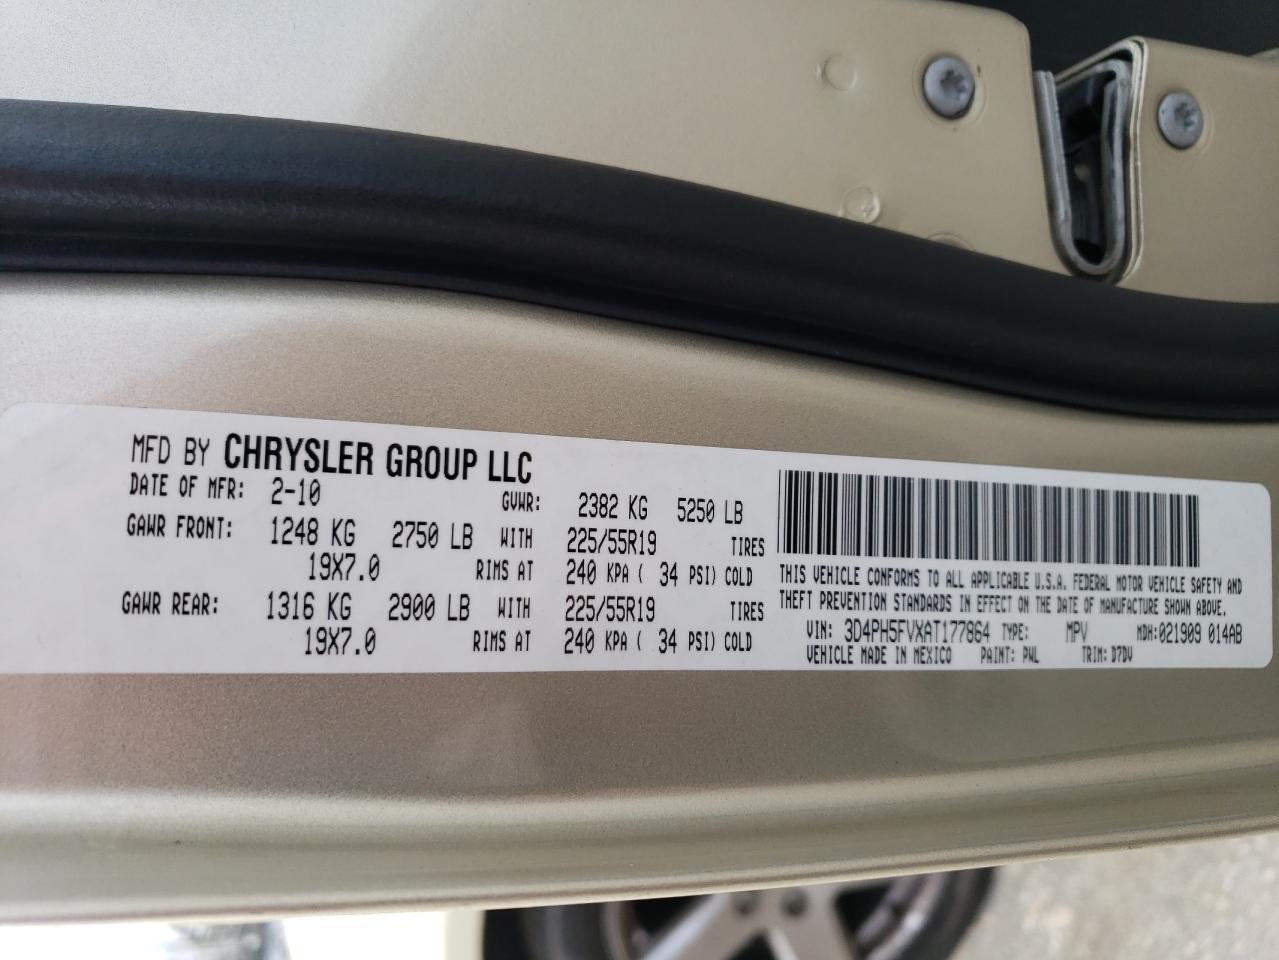 MFD BY CHRYSLER GROUP LLC
DATE OF MFR: 2-10 GVWR: 2382 KG 5250 LB
GAWR FRONT: 1248 KG 2750 LB WITH 225/55R19 TIRES
19X7.0 RIMS AT 240 KPA ( 34 PSI) COLD
GAWR REAR: 1316 KG 2900 LB WITH 225/55R19 TIRES
19X7.0 RIMS AT 240 KPA ( 34 PSI) COLD
THIS VEHICLE CONFORMS TO ALL APPLICABLE U.S.A. FEDERAL MOTOR VEHICLE SAFETY AND
THEFT PREVENTION STANDARDS IN EFFECT ON THE DATE OF MANUFACTURE SHOWN ABOVE.
VIN: 3D4PH5FVXAT177864 TYPE: MPV MDH:021909 014AB
VEHICLE MADE IN MEXICO PAINT: PWL TRIM: D7DV